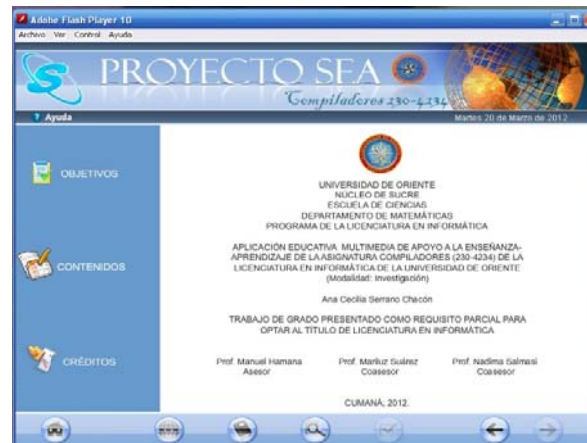 Adobe Flash Player 10
Archivo Ver Control Ayuda
PROYECTO SEA
Compiladores 230-4234
? Ayuda
Martes 20 de Marzo de 2012
OBJETIVOS
CONTENIDOS
CRÉDITOS
UNIVERSIDAD DE ORIENTE
NÚCLEO DE SUCRE
ESCUELA DE CIENCIAS
DEPARTAMENTO DE MATEMÁTICAS
PROGRAMA DE LA LICENCIATURA EN INFORMÁTICA
APLICACIÓN EDUCATIVA MULTIMEDIA DE APOYO A LA ENSEÑANZA-
APRENDIZAJE DE LA ASIGNATURA COMPILADORES (230-4234) DE LA
LICENCIATURA EN INFORMÁTICA DE LA UNIVERSIDAD DE ORIENTE
(Modalidad: Investigación)
Ana Cecilia Serrano Chacón
TRABAJO DE GRADO PRESENTADO COMO REQUISITO PARCIAL PARA
OPTAR AL TÍTULO DE LICENCIATURA EN INFORMÁTICA
Prof. Manuel Hamana Prof. Mariluz Suárez Prof. Nadima Salmasi
Asesor Coasesor Coasesor
CUMANÁ, 2012.